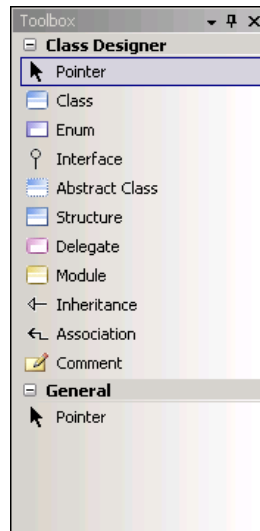 Toolbox
Class Designer
Pointer
Class
Enum
Interface
Abstract Class
Structure
Delegate
Module
Inheritance
Association
Comment
General
Pointer